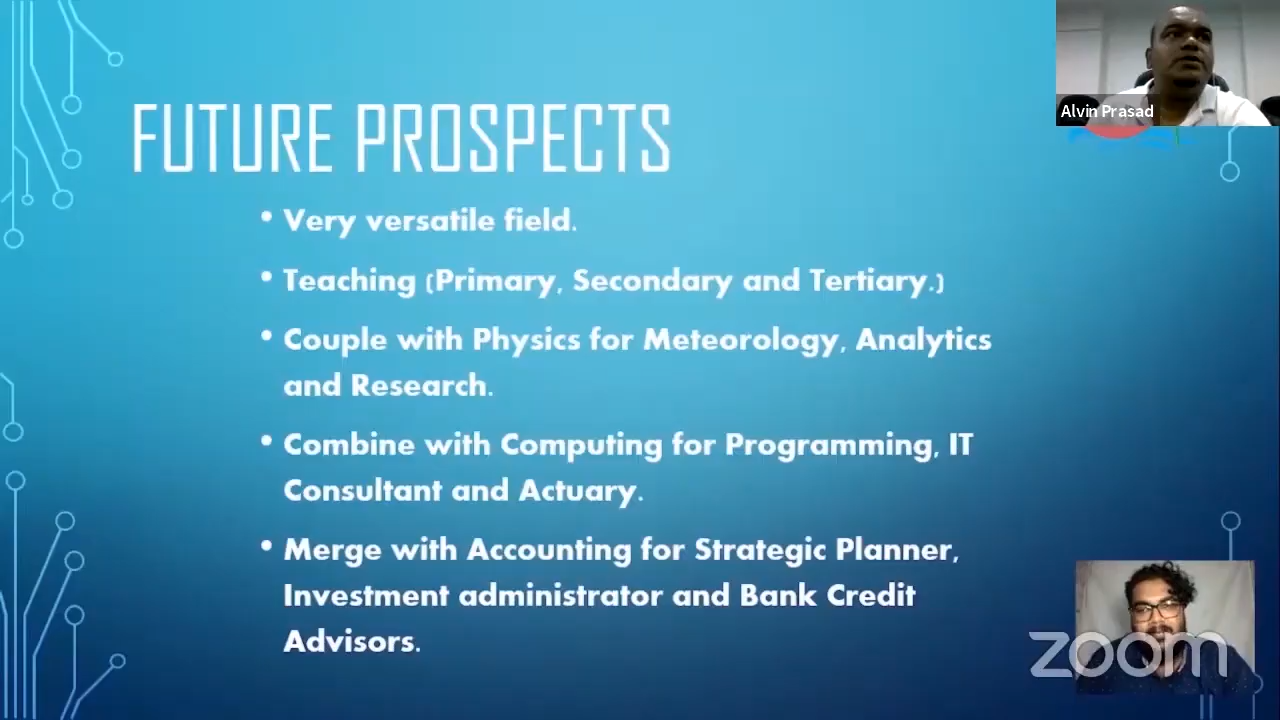 Alvin Prasad
FUTURE PROSPECTS
• Very versatile field.
• Teaching (Primary, Secondary and Tertiary.)
• Couple with Physics for Meteorology, Analytics
and Research.
• Combine with Computing for Programming, IT
Consultant and Actuary.
• Merge with Accounting for Strategic Planner,
Investment administrator and Bank Credit
Advisors.
zoom